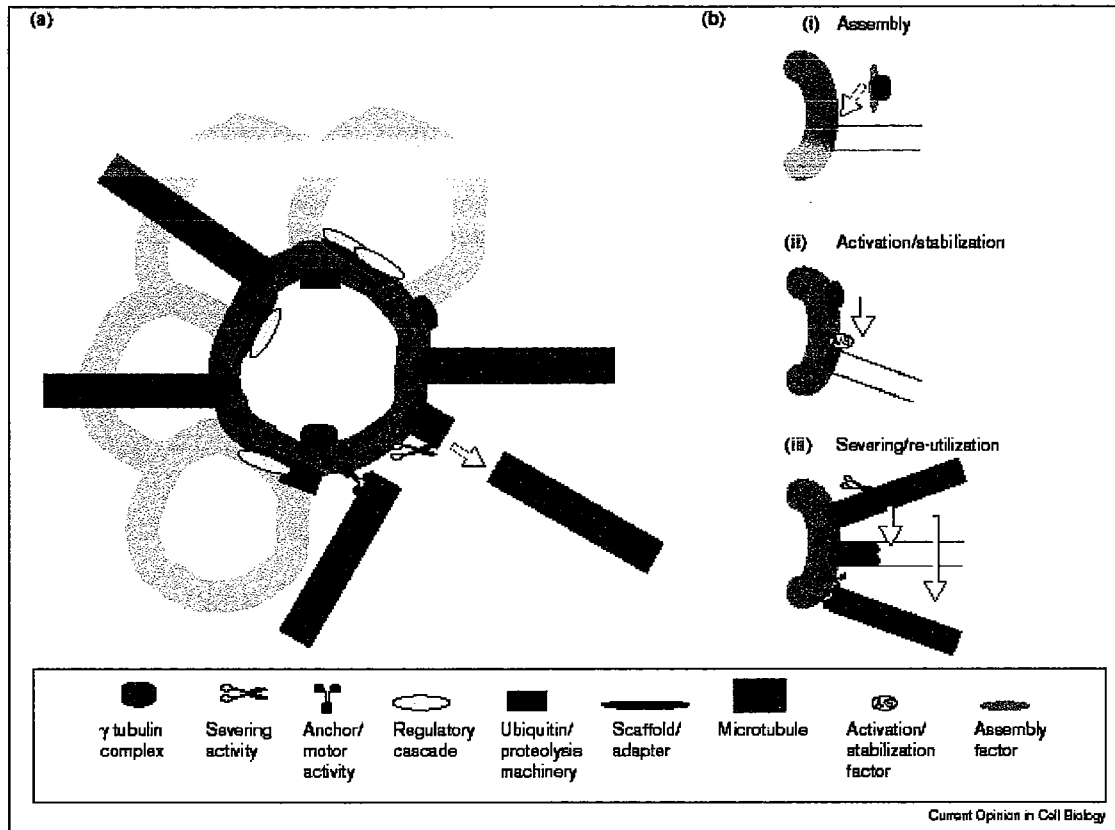 (a)
(b)
(i) Assembly
(ii) Activation/stabilization
(iii) Severing/re-utilization
γ tubulin
complex
Severing
activity
Anchor/
motor
activity
Regulatory
cascade
Ubiquitin/
proteolysis
machinery
Scaffold/
adapter
Microtubule
Activation/
stabilization
factor
Assembly
factor
Current Opinion in Cell Biology